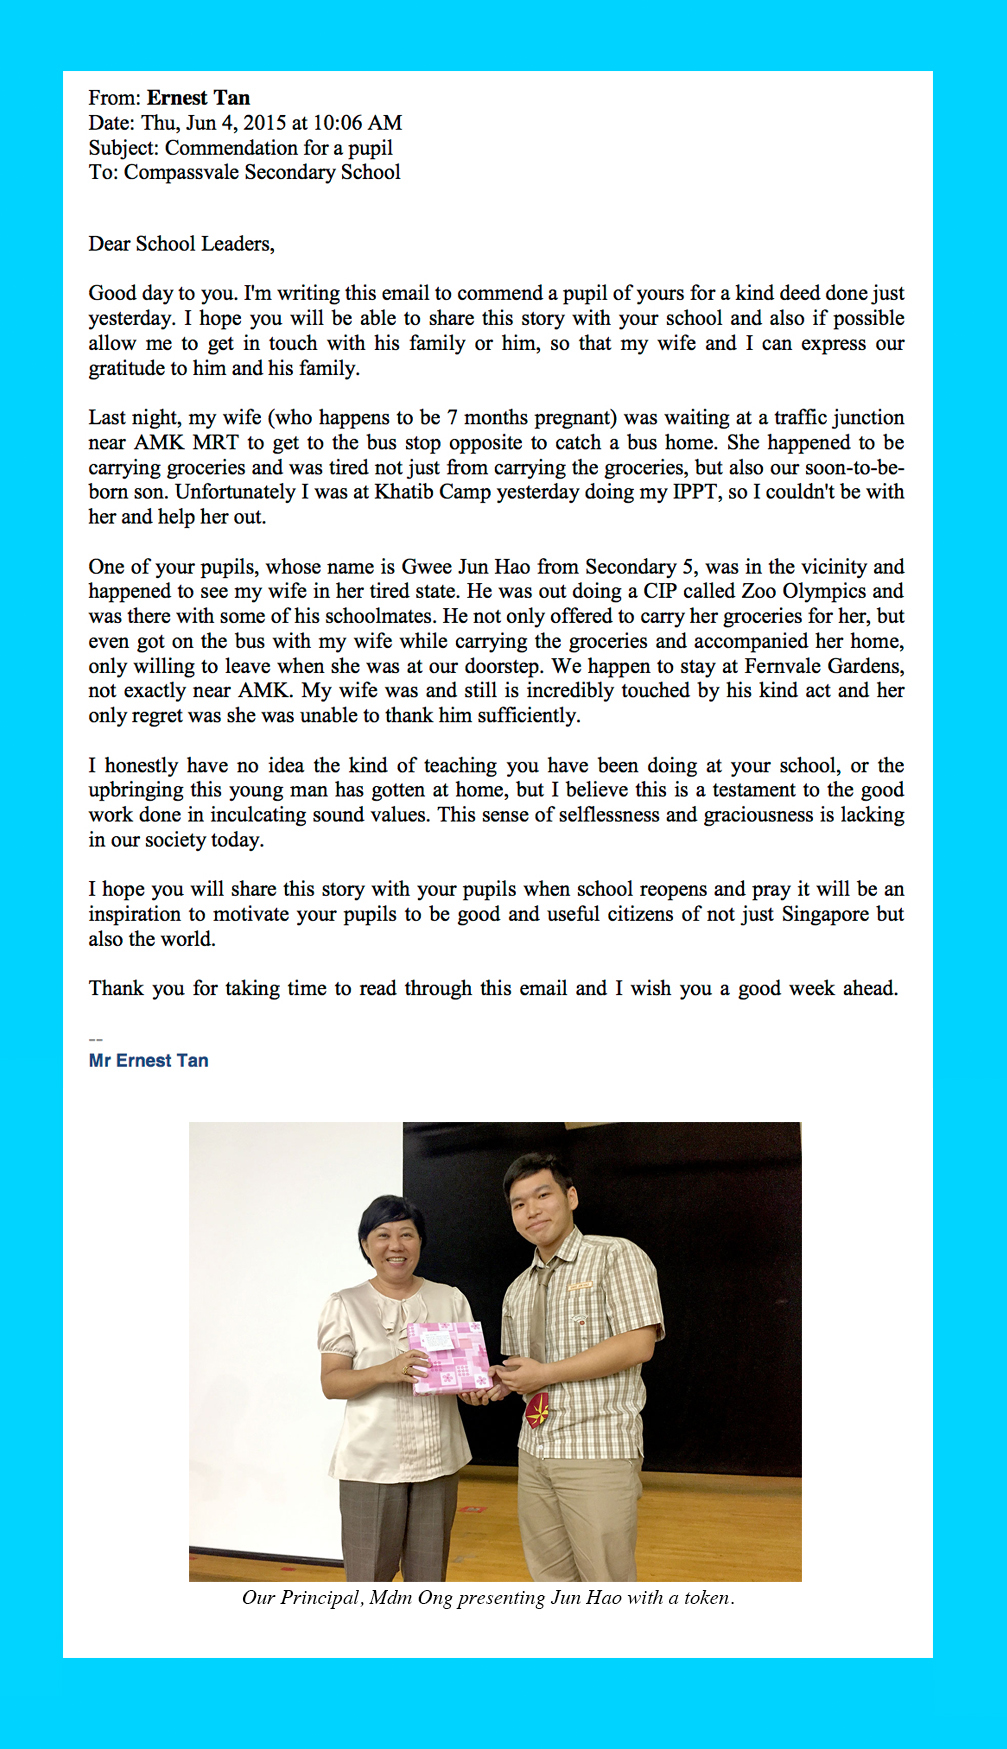 From: Ernest Tan
Date: Thu, Jun 4, 2015 at 10:06 AM
Subject: Commendation for a pupil
To: Compassvale Secondary School
Dear School Leaders,
Good day to you. I'm writing this email to commend a pupil of yours for a kind deed done just
yesterday. I hope you will be able to share this story with your school and also if possible
allow me to get in touch with his family or him, so that my wife and I can express our
gratitude to him and his family.
Last night, my wife (who happens to be 7 months pregnant) was waiting at a traffic junction
near AMK MRT to get to the bus stop opposite to catch a bus home. She happened to be
carrying groceries and was tired not just from carrying the groceries, but also our soon-to-be-
born son. Unfortunately I was at Khatib Camp yesterday doing my IPPT, so I couldn't be with
her and help her out.
One of your pupils, whose name is Gwee Jun Hao from Secondary 5, was in the vicinity and
happened to see my wife in her tired state. He was out doing a CIP called Zoo Olympics and
was there with some of his schoolmates. He not only offered to carry her groceries for her, but
even got on the bus with my wife while carrying the groceries and accompanied her home,
only willing to leave when she was at our doorstep. We happen to stay at Fernvale Gardens,
not exactly near AMK. My wife was and still is incredibly touched by his kind act and her
only regret was she was unable to thank him sufficiently.
I honestly have no idea the kind of teaching you have been doing at your school, or the
upbringing this young man has gotten at home, but I believe this is a testament to the good
work done in inculcating sound values. This sense of selflessness and graciousness is lacking
in our society today.
I hope you will share this story with your pupils when school reopens and pray it will be an
inspiration to motivate your pupils to be good and useful citizens of not just Singapore but
also the world.
Thank you for taking time to read through this email and I wish you a good week ahead.
--
Mr Ernest Tan
Our Principal, Mdm Ong presenting Jun Hao with a token.